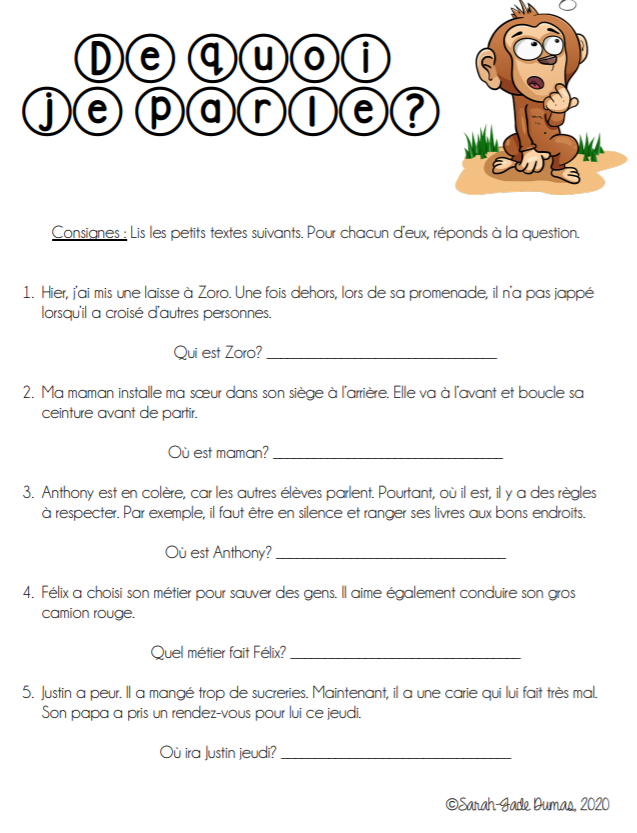 De quoi
je parle?
Consignes : Lis les petits textes suivants. Pour chacun d'eux, réponds à la question.
1. Hier, j'ai mis une laisse à Zoro. Une fois dehors, lors de sa promenade, il n'a pas jappé
lorsqu'il a croisé d'autres personnes.
Qui est Zoro? ______________________________
2. Ma maman installe ma sœur dans son siège à l'arrière. Elle va à l'avant et boucle sa
ceinture avant de partir.
Où est maman? ______________________________
3. Anthony est en colère, car les autres élèves parlent. Pourtant, où il est, il y a des règles
à respecter. Par exemple, il faut être en silence et ranger ses livres aux bons endroits.
Où est Anthony? ______________________________
4. Félix a choisi son métier pour sauver des gens. Il aime également conduire son gros
camion rouge.
Quel métier fait Félix? ______________________________
5. Justin a peur. Il a mangé trop de sucreries. Maintenant, il a une carie qui lui fait très mal.
Son papa a pris un rendez-vous pour lui ce jeudi.
Où ira Justin jeudi? ______________________________
©Sarah-Jade Dumas, 2020